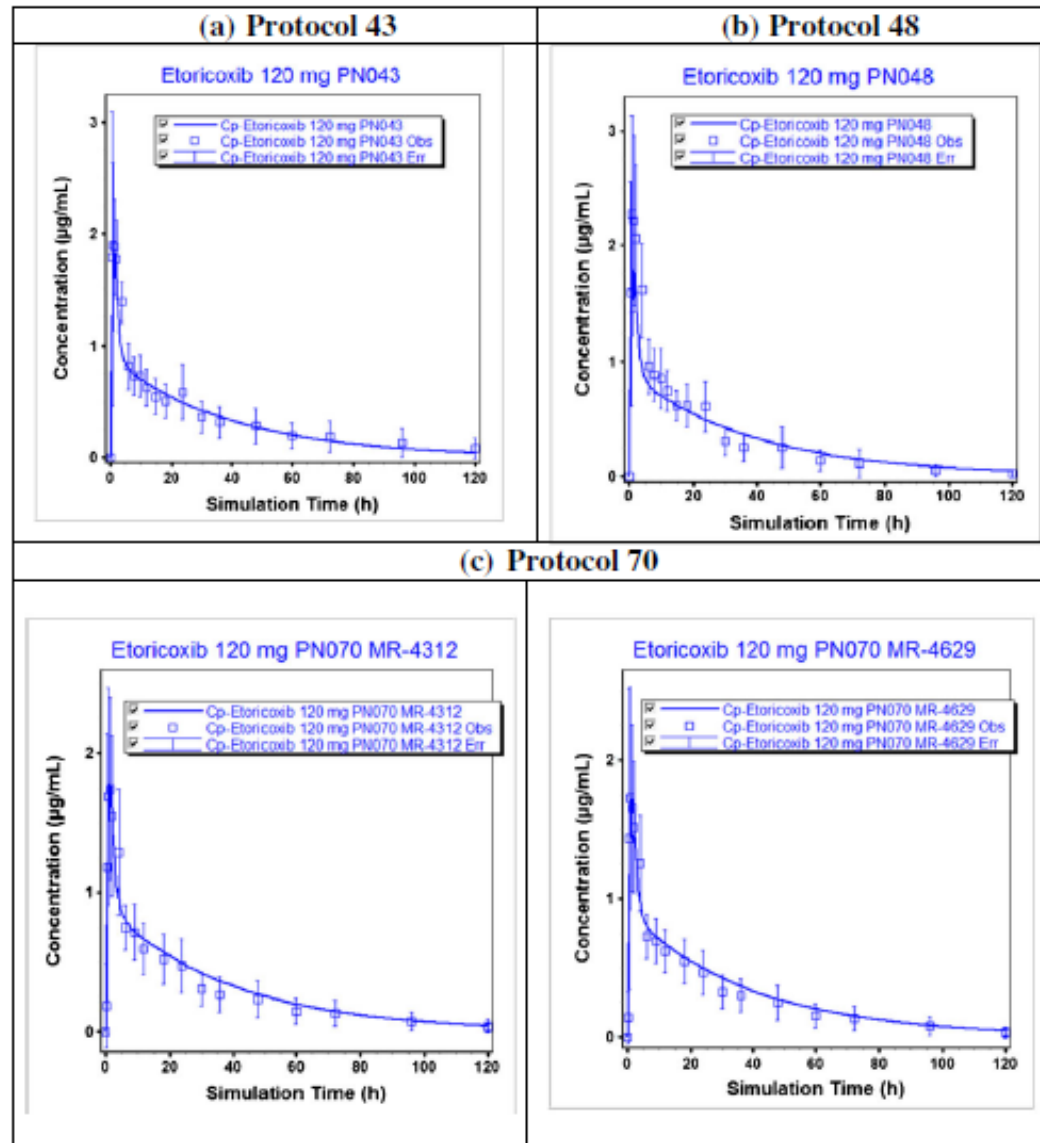 (a) Protocol 43
(b) Protocol 48
Etoricoxib 120 mg PN043
Cp-Etoricoxib 120 mg PN043
Cp-Etoricoxib 120 mg PN043 Obs
Cp-Etoricoxib 120 mg PN043 Err
Concentration (µg/mL)
3
2
1
0
0 20 40 60 80 100 120
Simulation Time (h)
Etoricoxib 120 mg PN048
Cp-Etoricoxib 120 mg PN048
Cp-Etoricoxib 120 mg PN048 Obs
Cp-Etoricoxib 120 mg PN048 Err
Concentration (µg/mL)
3
2
1
0
0 20 40 60 80 100 120
Simulation Time (h)
(c) Protocol 70
Etoricoxib 120 mg PN070 MR-4312
Cp-Etoricoxib 120 mg PN070 MR-4312
Cp-Etoricoxib 120 mg PN070 MR-4312 Obs
Cp-Etoricoxib 120 mg PN070 MR-4312 Err
Concentration (µg/mL)
2
1
0
0 20 40 60 80 100 120
Simulation Time (h)
Etoricoxib 120 mg PN070 MR-4629
Cp-Etoricoxib 120 mg PN070 MR-4629
Cp-Etoricoxib 120 mg PN070 MR-4629 Obs
Cp-Etoricoxib 120 mg PN070 MR-4629 Err
Concentration (µg/mL)
2
1
0
0 20 40 60 80 100 120
Simulation Time (h)